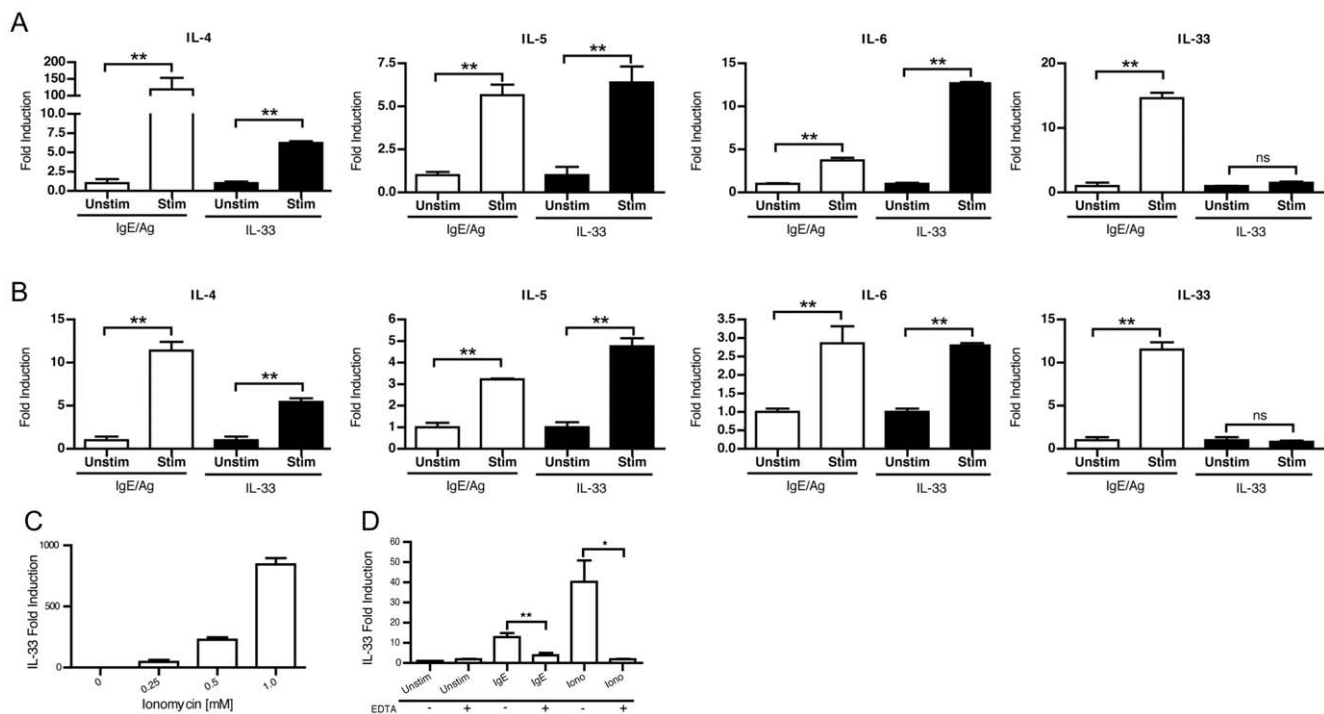 A
IL-4
Fold Induction
200
150
100
50
10.0
7.5
5.0
2.5
0.0
**
**
Unstim Stim Unstim Stim
IgE/Ag IL-33
IL-5
Fold Induction
7.5
5.0
2.5
0.0
**
**
Unstim Stim Unstim Stim
IgE/Ag IL-33
IL-6
Fold Induction
15
10
5
0
**
**
Unstim Stim Unstim Stim
IgE/Ag IL-33
IL-33
Fold Induction
20
10
0
**
ns
Unstim Stim Unstim Stim
IgE/Ag IL-33
B
IL-4
Fold Induction
15
10
5
0
**
**
Unstim Stim Unstim Stim
IgE/Ag IL-33
IL-5
Fold Induction
6
5
4
3
2
1
0
**
**
Unstim Stim Unstim Stim
IgE/Ag IL-33
IL-6
Fold Induction
3.5
3.0
2.5
2.0
1.5
1.0
0.5
0.0
**
**
Unstim Stim Unstim Stim
IgE/Ag IL-33
IL-33
Fold Induction
15
10
5
0
**
ns
Unstim Stim Unstim Stim
IgE/Ag IL-33
C
IL-33 Fold Induction
1000
500
0
0 0.25 0.5 1.0
Ionomycin [mM]
D
IL-33 Fold Induction
60
50
40
30
20
10
0
**
*
Unstim Unstim IgE IgE Iono Iono
EDTA - + - + - +